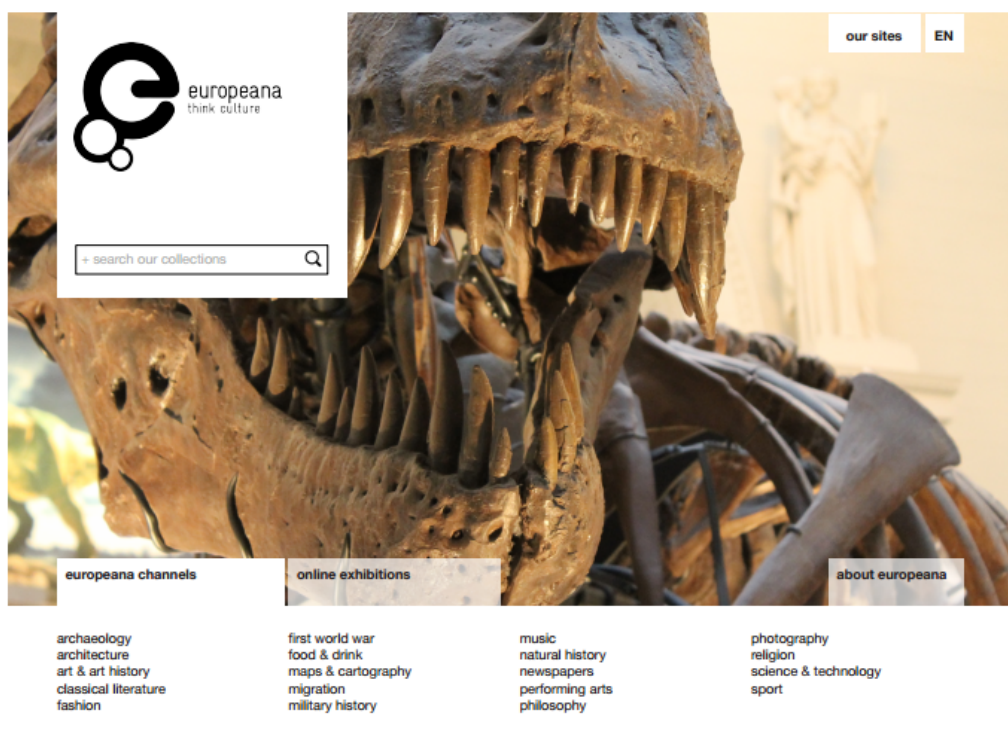 our sites
EN
europeana
think culture
+ search our collections
europeana channels
online exhibitions
about europeana
archaeology
architecture
art & art history
classical literature
fashion
first world war
food & drink
maps & cartography
migration
military history
music
natural history
newspapers
performing arts
philosophy
photography
religion
science & technology
sport